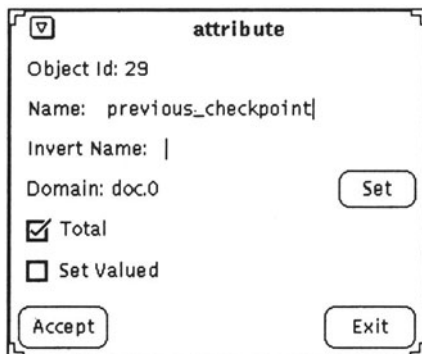 attribute
Object Id: 29
Name: previous_checkpoint
Invert Name:
Domain: doc.0 Set
Total
Set Valued
Accept Exit